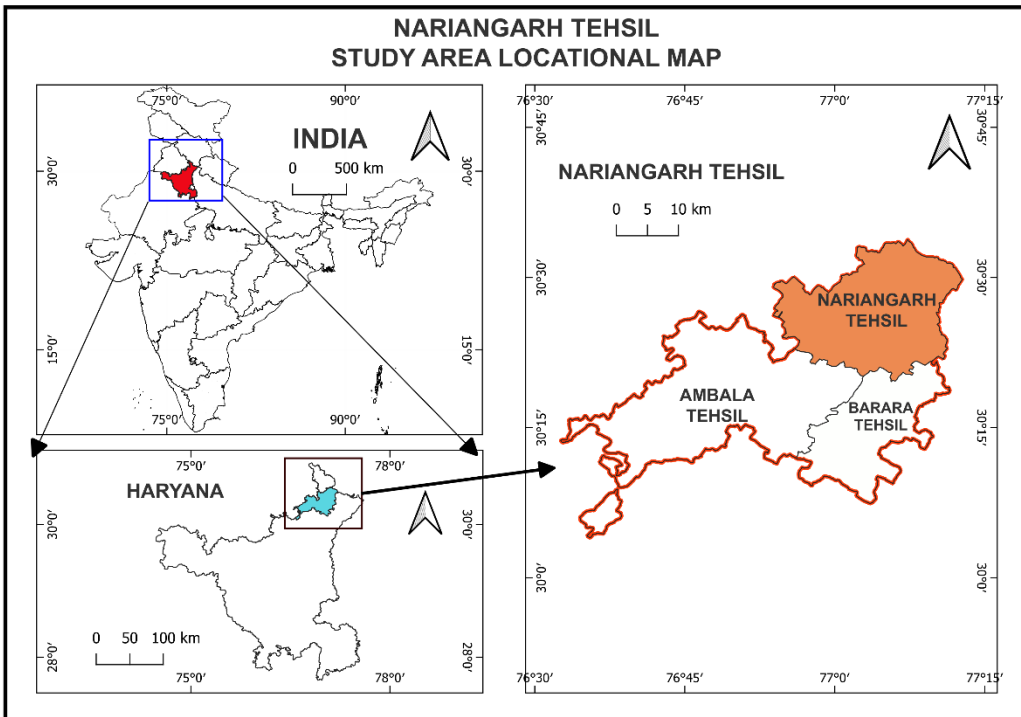 NARIANGARH TEHSIL
STUDY AREA LOCATIONAL MAP
75°0′ 90°0′
INDIA
0 500 km
30°0′ 30°0′
15°0′ 15°0′
75°0′ 90°0′
75°0′ 78°0′
HARYANA
30°0′ 30°0′
0 50 100 km
28°0′ 28°0′
75°0′ 78°0′
76°30′ 76°45′ 77°0′ 77°15′
30°45′ 30°45′
NARIANGARH TEHSIL
0 5 10 km
30°30′ 30°30′
NARIANGARH
TEHSIL
AMBALA
TEHSIL
BARARA
TEHSIL
30°15′ 30°15′
30°0′ 30°0′
76°30′ 76°45′ 77°0′ 77°15′